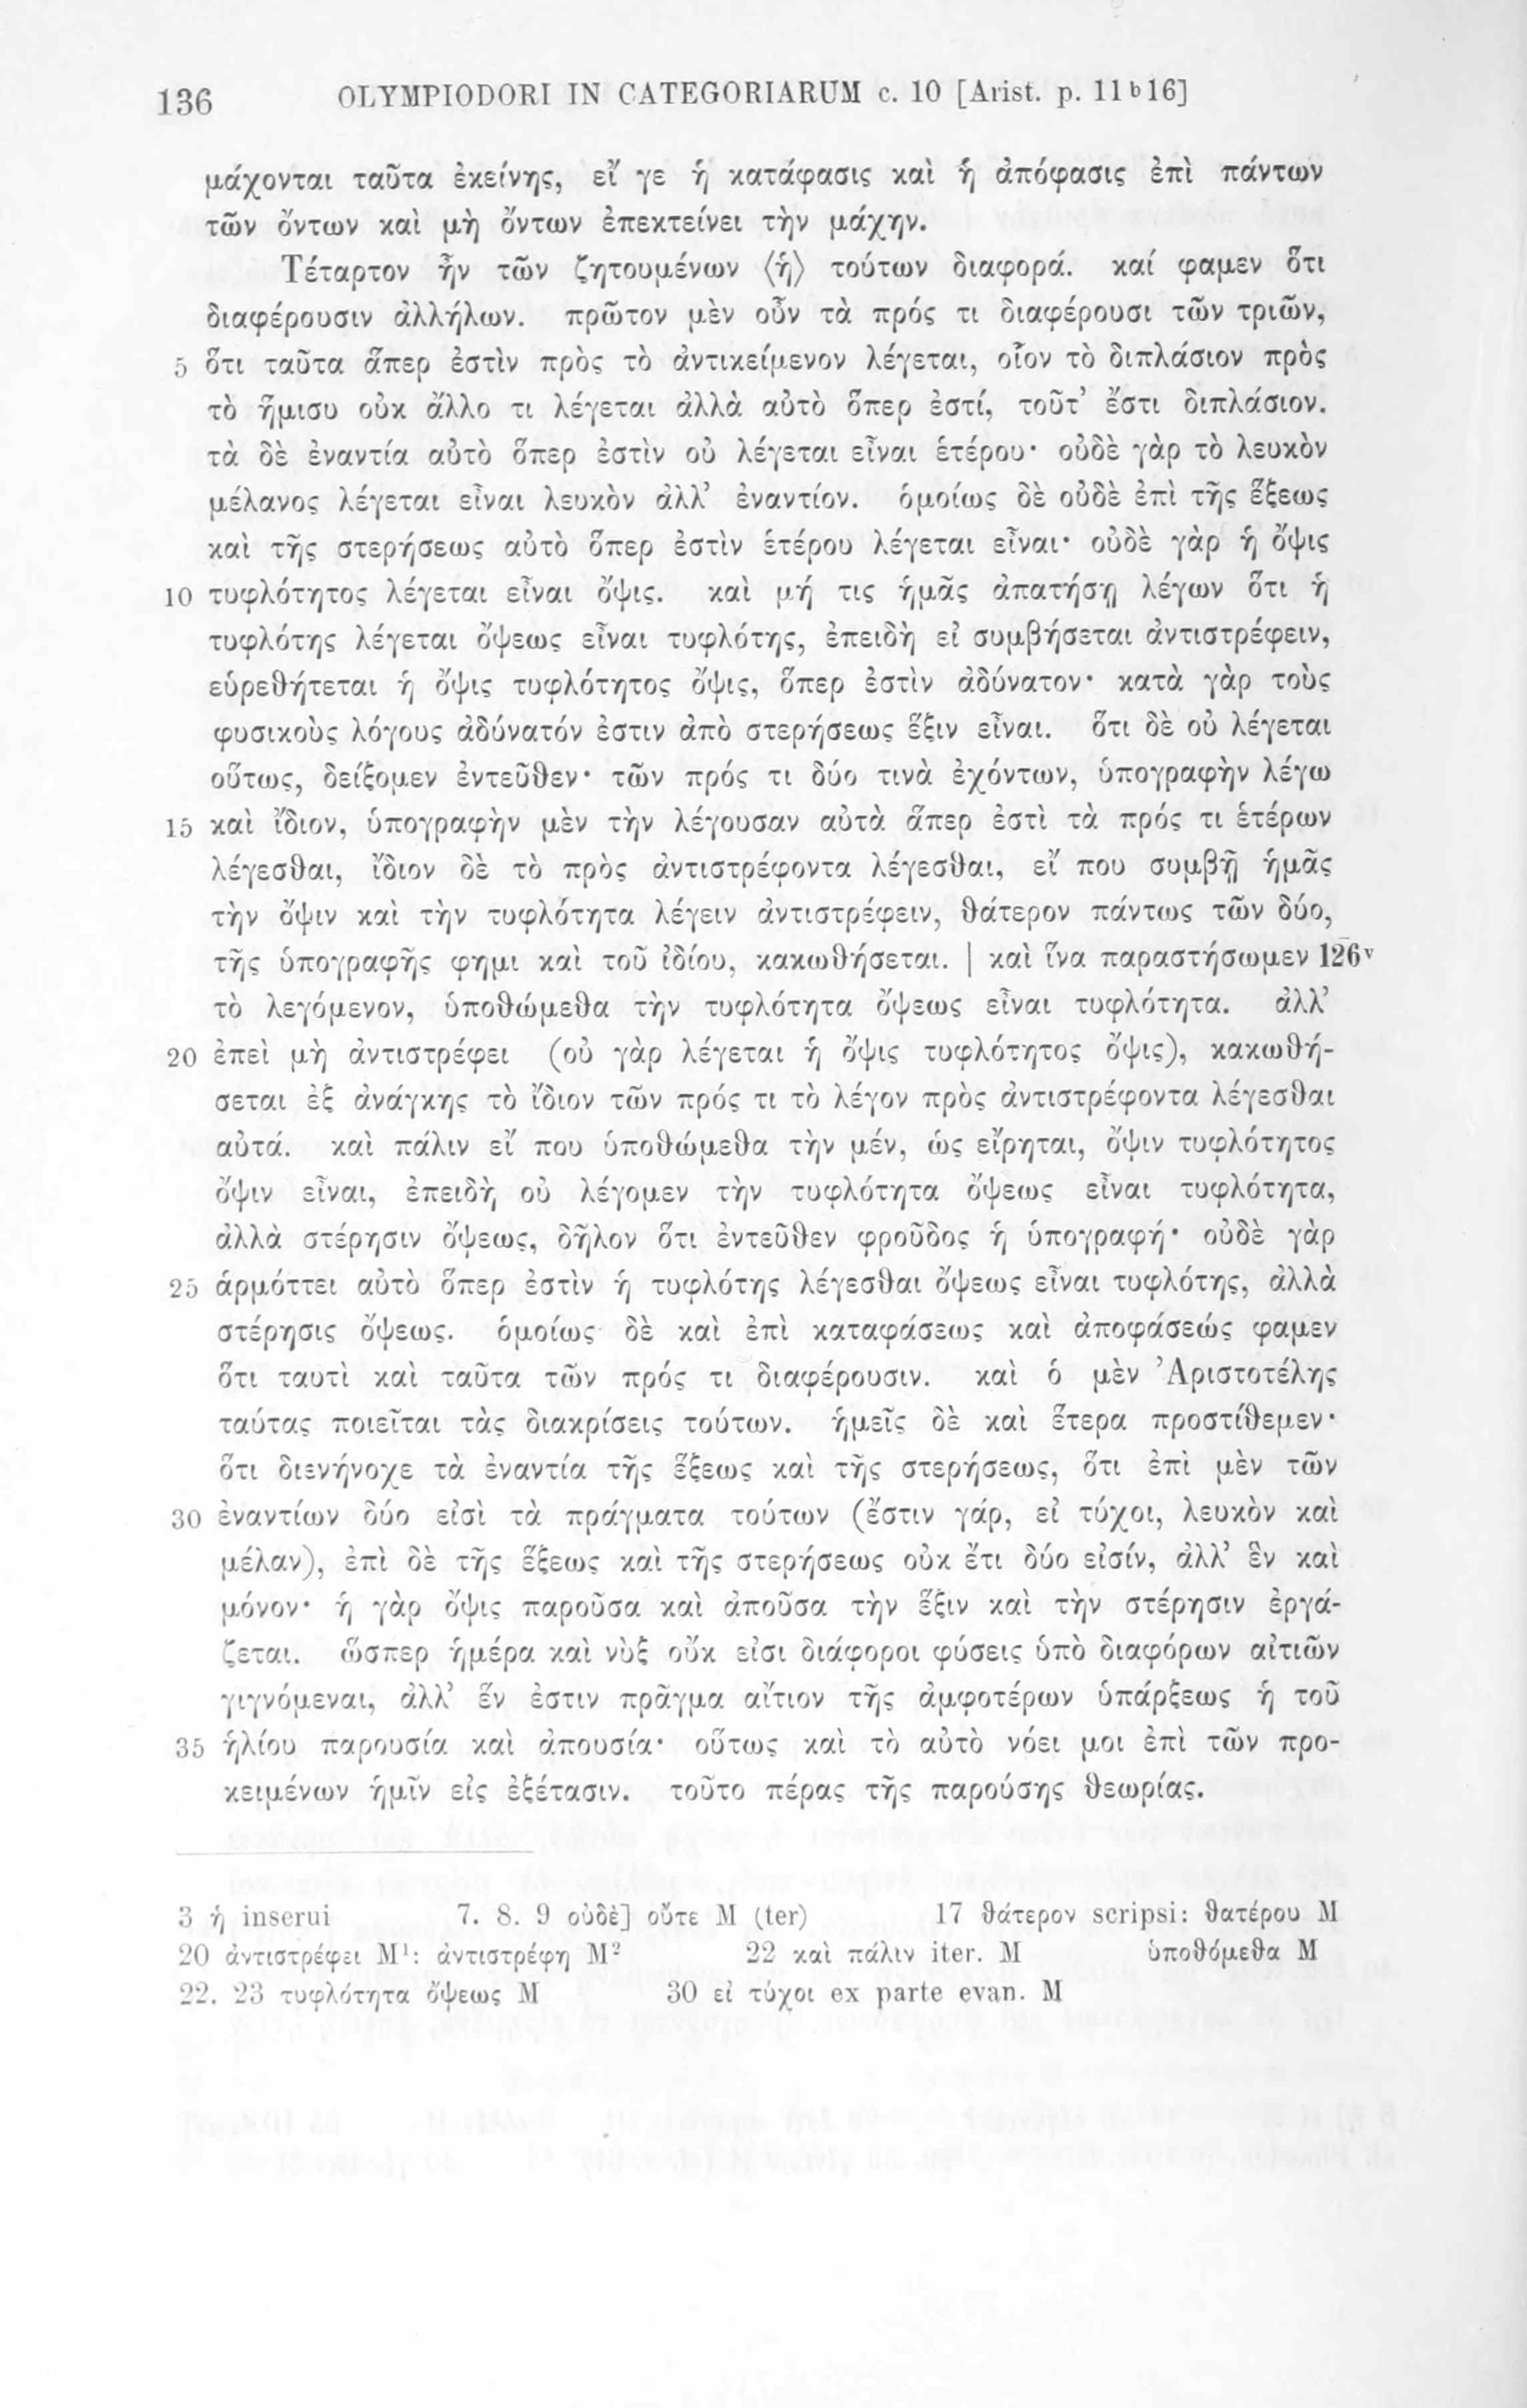 136 OLYMPIODORI IN CATEGORIARUM c. 10 [Arist. p. 11b16]
μάχονται ταῦτα ἐκείνης, εἴ γε ἡ κατάφασις καὶ ἡ ἀπόφασις ἐπὶ πάντων
τῶν ὄντων καὶ μὴ ὄντων ἐπεκτείνει τὴν μάχην.
Τέταρτον ἦν τῶν ζητουμένων ⟨ἡ⟩ τούτων διαφορά. καί φαμεν ὅτι
διαφέρουσιν ἀλλήλων. πρῶτον μὲν οὖν τὰ πρός τι διαφέρουσι τῶν τριῶν,
5 ὅτι ταῦτα ἅπερ ἐστὶν πρὸς τὸ ἀντικείμενον λέγεται, οἷον τὸ διπλάσιον πρὸς
τὸ ἥμισυ οὐκ ἄλλο τι λέγεται ἀλλὰ αὐτὸ ὅπερ ἐστί, τοῦτ’ ἔστι διπλάσιον.
τὰ δὲ ἐναντία αὐτὸ ὅπερ ἐστὶν οὐ λέγεται εἶναι ἑτέρου· οὐδὲ γὰρ τὸ λευκὸν
μέλανος λέγεται εἶναι λευκὸν ἀλλ’ ἐναντίον. ὁμοίως δὲ οὐδὲ ἐπὶ τῆς ἕξεως
καὶ τῆς στερήσεως αὐτὸ ὅπερ ἐστὶν ἑτέρου λέγεται εἶναι· οὐδὲ γὰρ ἡ ὄψις
10 τυφλότητος λέγεται εἶναι ὄψις. καὶ μή τις ἡμᾶς ἀπατήσῃ λέγων ὅτι ἡ
τυφλότης λέγεται ὄψεως εἶναι τυφλότης, ἐπειδὴ εἰ συμβήσεται ἀντιστρέφειν,
εὑρεθήτεται ἡ ὄψις τυφλότητος ὄψις, ὅπερ ἐστὶν ἀδύνατον· κατὰ γὰρ τοὺς
φυσικοὺς λόγους ἀδύνατόν ἐστιν ἀπὸ στερήσεως ἕξιν εἶναι. ὅτι δὲ οὐ λέγεται
οὕτως, δείξομεν ἐντεῦθεν· τῶν πρός τι δύο τινὰ ἐχόντων, ὑπογραφὴν λέγω
15 καὶ ἴδιον, ὑπογραφὴν μὲν τὴν λέγουσαν αὐτὰ ἅπερ ἐστὶ τὰ πρός τι ἑτέρων
λέγεσθαι, ἴδιον δὲ τὸ πρὸς ἀντιστρέφοντα λέγεσθαι, εἴ που συμβῇ ἡμᾶς
τὴν ὄψιν καὶ τὴν τυφλότητα λέγειν ἀντιστρέφειν, θάτερον πάντως τῶν δύο,
τῆς ὑπογραφῆς φημι καὶ τοῦ ἰδίου, κακωθήσεται. | καὶ ἵνα παραστήσωμεν 126v
τὸ λεγόμενον, ὑποθώμεθα τὴν τυφλότητα ὄψεως εἶναι τυφλότητα. ἀλλ’
20 ἐπεὶ μὴ ἀντιστρέφει (οὐ γὰρ λέγεται ἡ ὄψις τυφλότητος ὄψις), κακωθή-
σεται ἐξ ἀνάγκης τὸ ἴδιον τῶν πρός τι τὸ λέγον πρὸς ἀντιστρέφοντα λέγεσθαι
αὐτά. καὶ πάλιν εἴ που ὑποθώμεθα τὴν μέν, ὡς εἴρηται, ὄψιν τυφλότητος
ὄψιν εἶναι, ἐπειδὴ οὐ λέγομεν τὴν τυφλότητα ὄψεως εἶναι τυφλότητα,
ἀλλὰ στέρησιν ὄψεως, δῆλον ὅτι ἐντεῦθεν φροῦδος ἡ ὑπογραφή· οὐδὲ γὰρ
25 ἁρμόττει αὐτὸ ὅπερ ἐστὶν ἡ τυφλότης λέγεσθαι ὄψεως εἶναι τυφλότης, ἀλλὰ
στέρησις ὄψεως. ὁμοίως δὲ καὶ ἐπὶ καταφάσεως καὶ ἀποφάσεώς φαμεν
ὅτι ταυτὶ καὶ ταῦτα τῶν πρός τι διαφέρουσιν. καὶ ὁ μὲν Ἀριστοτέλης
ταύτας ποιεῖται τὰς διακρίσεις τούτων. ἡμεῖς δὲ καὶ ἕτερα προστίθεμεν·
ὅτι διενήνοχε τὰ ἐναντία τῆς ἕξεως καὶ τῆς στερήσεως, ὅτι ἐπὶ μὲν τῶν
30 ἐναντίων δύο εἰσὶ τὰ πράγματα τούτων (ἔστιν γάρ, εἰ τύχοι, λευκὸν καὶ
μέλαν), ἐπὶ δὲ τῆς ἕξεως καὶ τῆς στερήσεως οὐκ ἔτι δύο εἰσίν, ἀλλ’ ἓν καὶ
μόνον· ἡ γὰρ ὄψις παροῦσα καὶ ἀποῦσα τὴν ἕξιν καὶ τὴν στέρησιν ἐργά-
ζεται. ὥσπερ ἡμέρα καὶ νὺξ οὔκ εἰσι διάφοροι φύσεις ὑπὸ διαφόρων αἰτιῶν
γιγνόμεναι, ἀλλ’ ἕν ἐστιν πρᾶγμα αἴτιον τῆς ἀμφοτέρων ὑπάρξεως ἡ τοῦ
35 ἡλίου παρουσία καὶ ἀπουσία· οὕτως καὶ τὸ αὐτὸ νόει μοι ἐπὶ τῶν προ-
κειμένων ἡμῖν εἰς ἐξέτασιν. τοῦτο πέρας τῆς παρούσης θεωρίας.
3 ἡ inserui 7. 8. 9 οὐδὲ] οὔτε M (ter) 17 θάτερον scripsi: θατέρου M
20 ἀντιστρέφει M¹: ἀντιστρέφη M² 22 καὶ πάλιν iter. M ὑποθόμεθα M
22. 23 τυφλότητα ὄψεως M 30 εἰ τύχοι ex parte evan. M